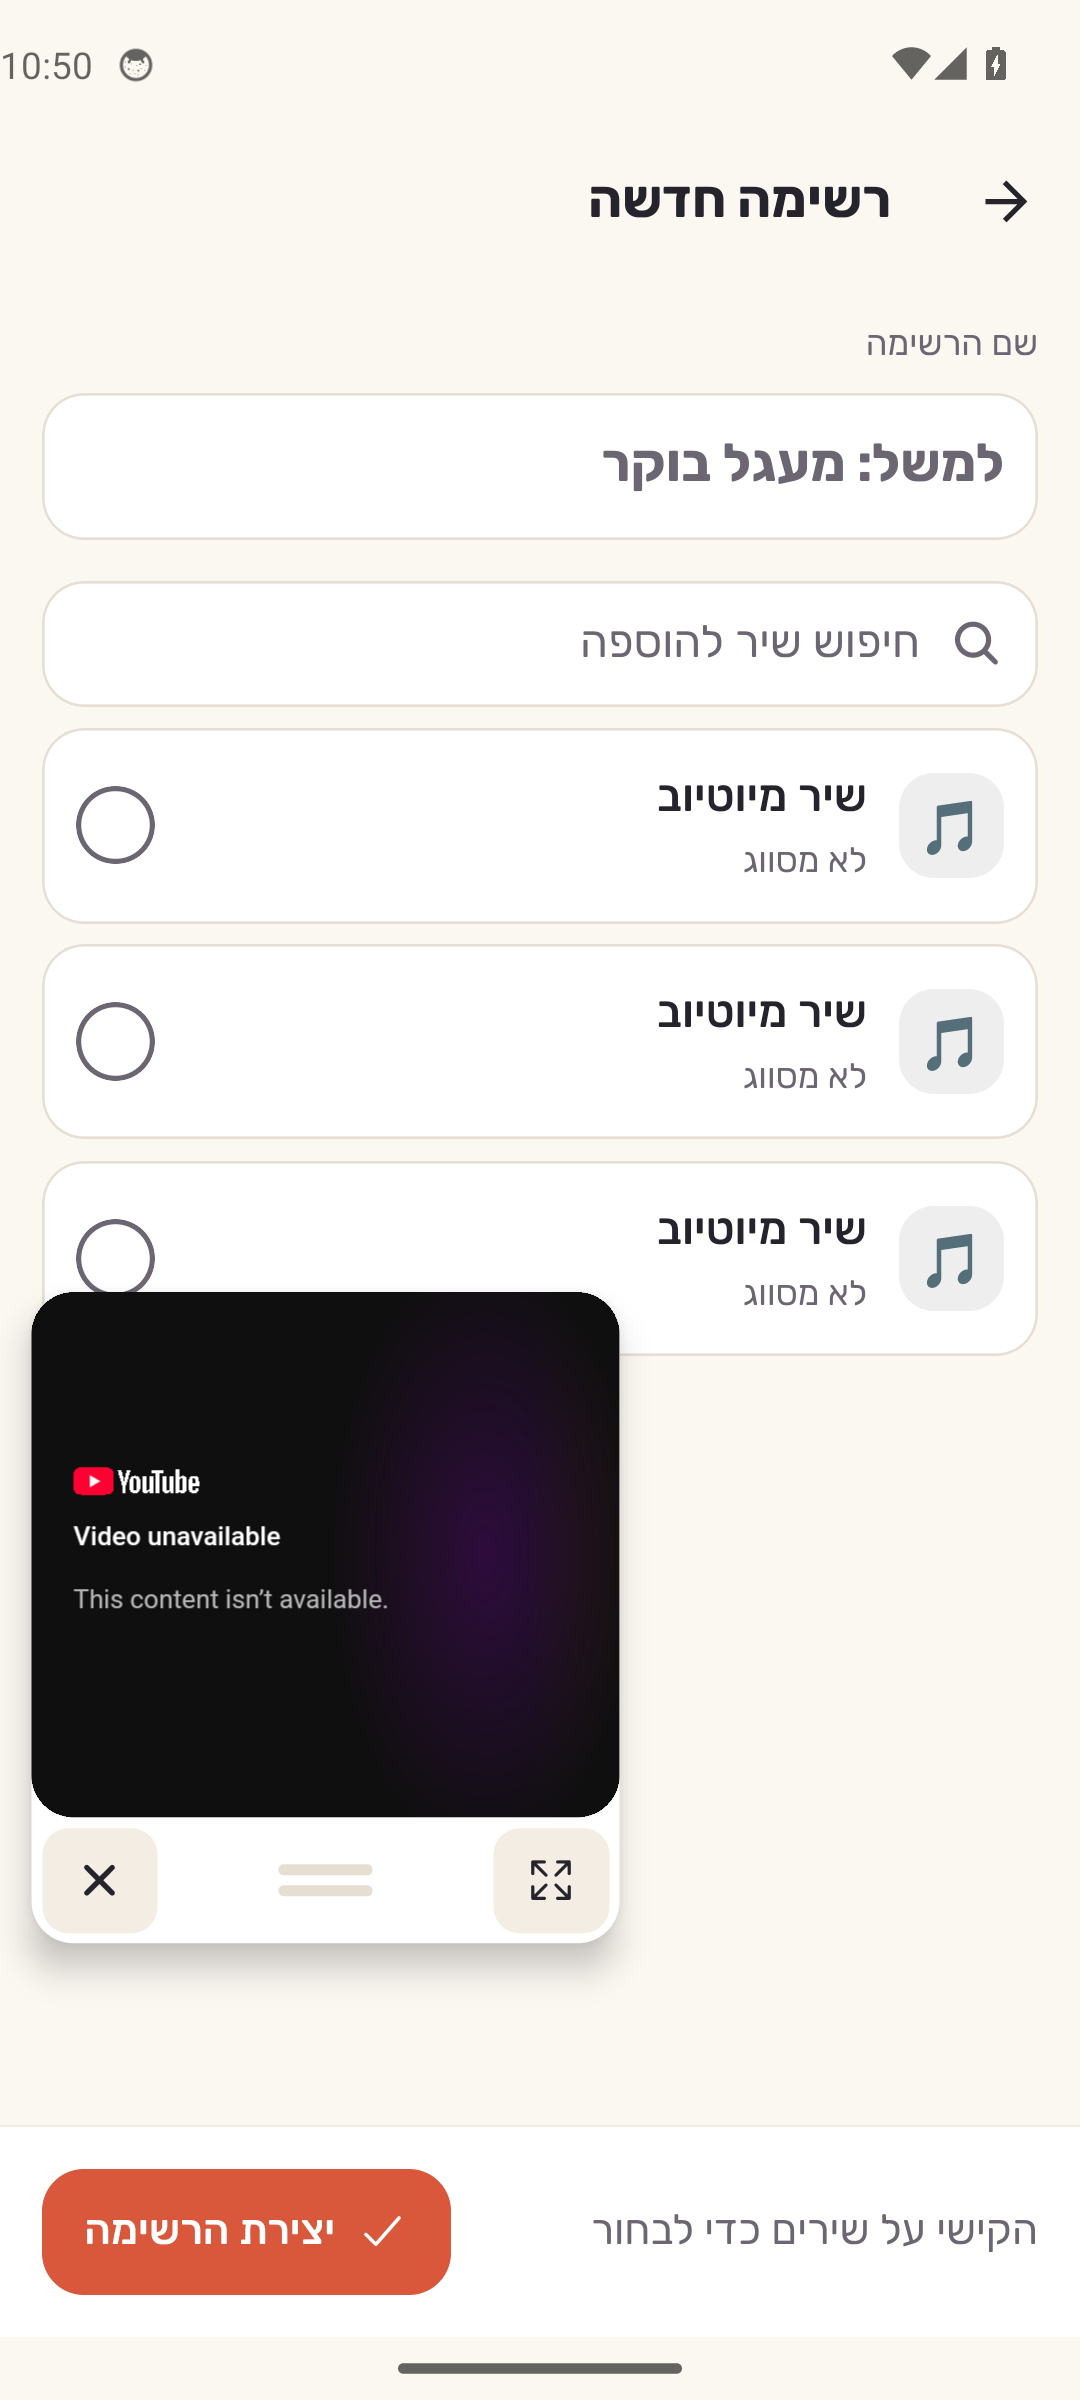 10:50
רשימה חדשה
שם הרשימה
למשל: מעגל בוקר
חיפוש שיר להוספה
שיר מיוטיוב
לא מסווג
שיר מיוטיוב
לא מסווג
שיר מיוטיוב
לא מסווג
YouTube
Video unavailable
This content isn’t available.
הקישי על שירים כדי לבחור
יצירת הרשימה